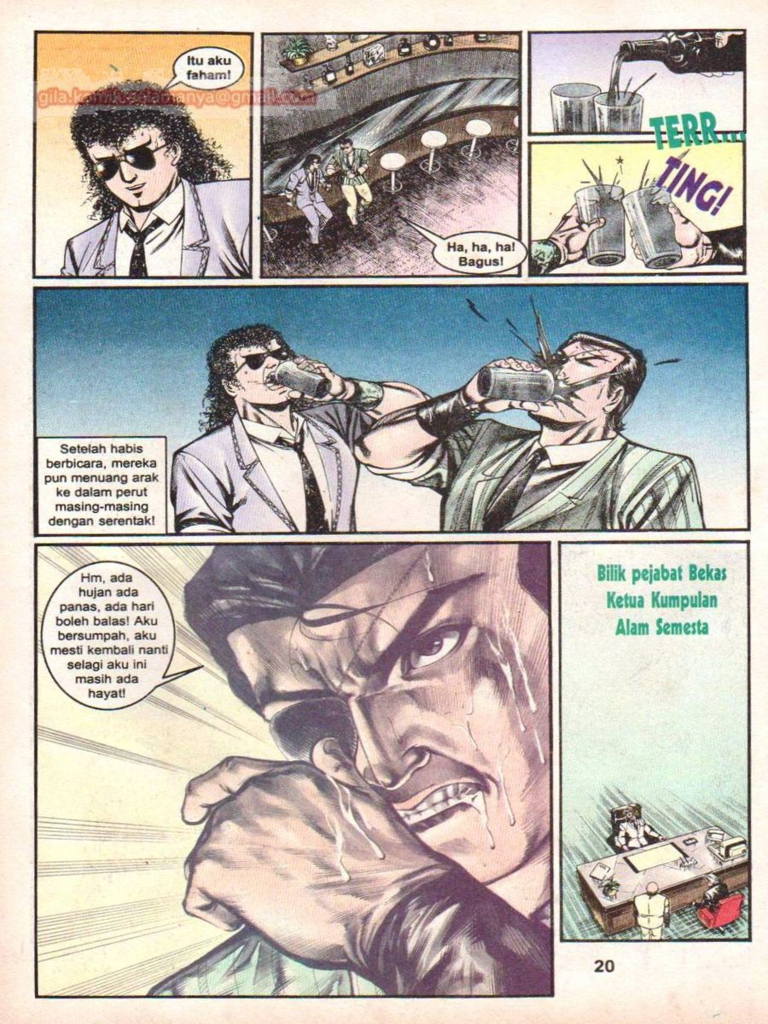 Itu aku
faham!
Ha, ha, ha!
Bagus!
TERR...
TING!
Setelah habis
berbicara, mereka
pun menuang arak
ke dalam perut
masing-masing
dengan serentak!
Hm, ada
hujan ada
panas, ada hari
boleh balas! Aku
bersumpah, aku
mesti kembali nanti
selagi aku ini
masih ada
hayat!
Bilik pejabat Bekas
Ketua Kumpulan
Alam Semesta
20